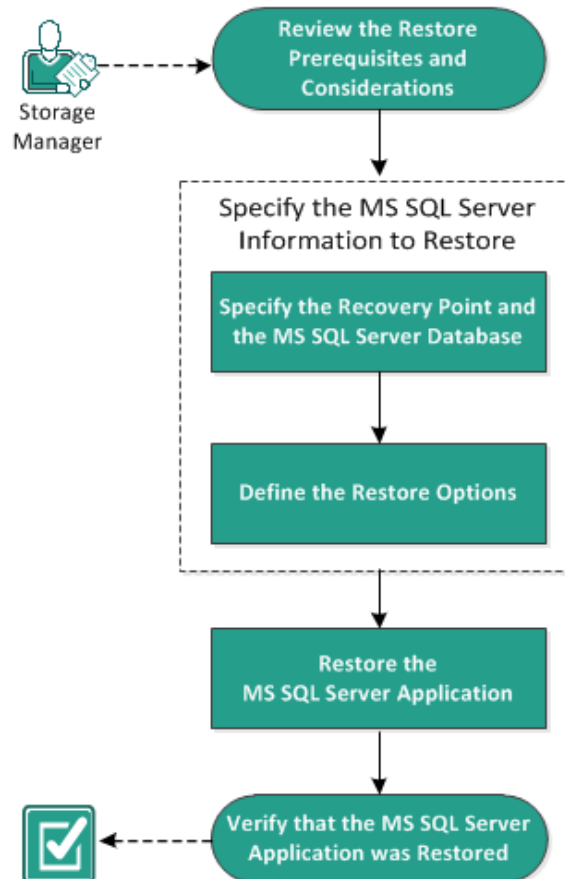 Review the Restore
Prerequisites and
Considerations
Storage
Manager
Specify the MS SQL Server
Information to Restore
Specify the Recovery Point and
the MS SQL Server Database
Define the Restore Options
Restore the
MS SQL Server Application
Verify that the MS SQL Server
Application was Restored